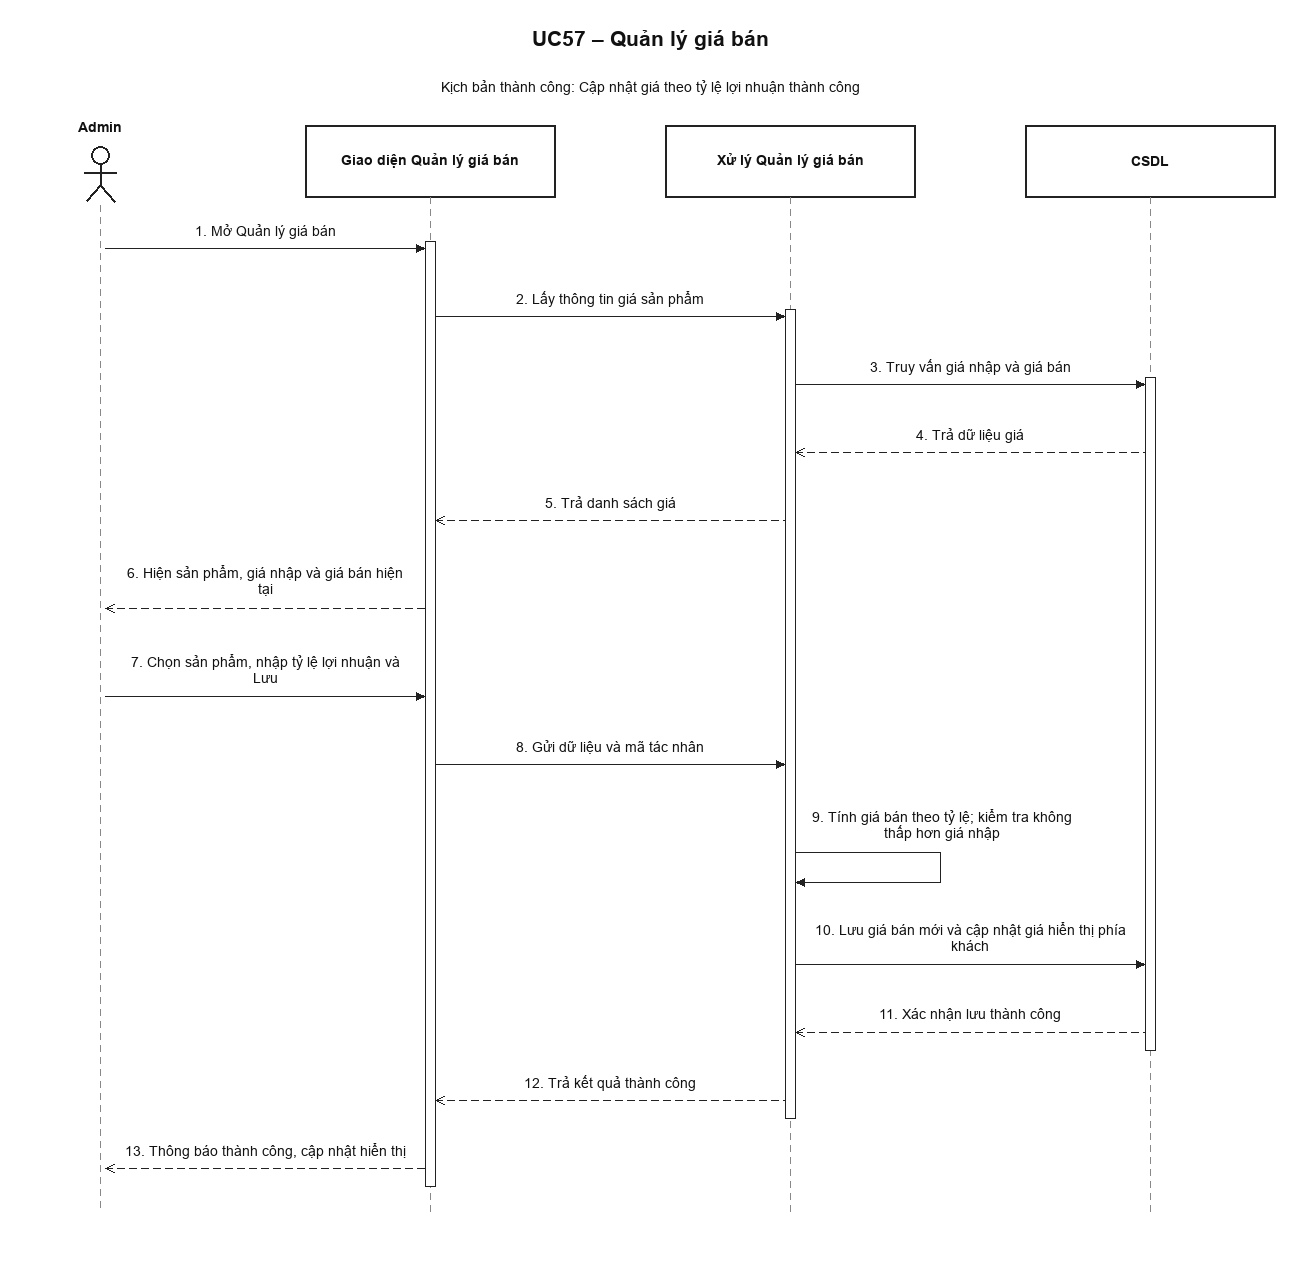 UC57 – Quản lý giá bán
Kịch bản thành công: Cập nhật giá theo tỷ lệ lợi nhuận thành công
Admin
Giao diện Quản lý giá bán
Xử lý Quản lý giá bán
CSDL
1. Mở Quản lý giá bán
2. Lấy thông tin giá sản phẩm
3. Truy vấn giá nhập và giá bán
4. Trả dữ liệu giá
5. Trả danh sách giá
6. Hiện sản phẩm, giá nhập và giá bán hiện
tại
7. Chọn sản phẩm, nhập tỷ lệ lợi nhuận và
Lưu
8. Gửi dữ liệu và mã tác nhân
9. Tính giá bán theo tỷ lệ; kiểm tra không
thấp hơn giá nhập
10. Lưu giá bán mới và cập nhật giá hiển thị phía
khách
11. Xác nhận lưu thành công
12. Trả kết quả thành công
13. Thông báo thành công, cập nhật hiển thị